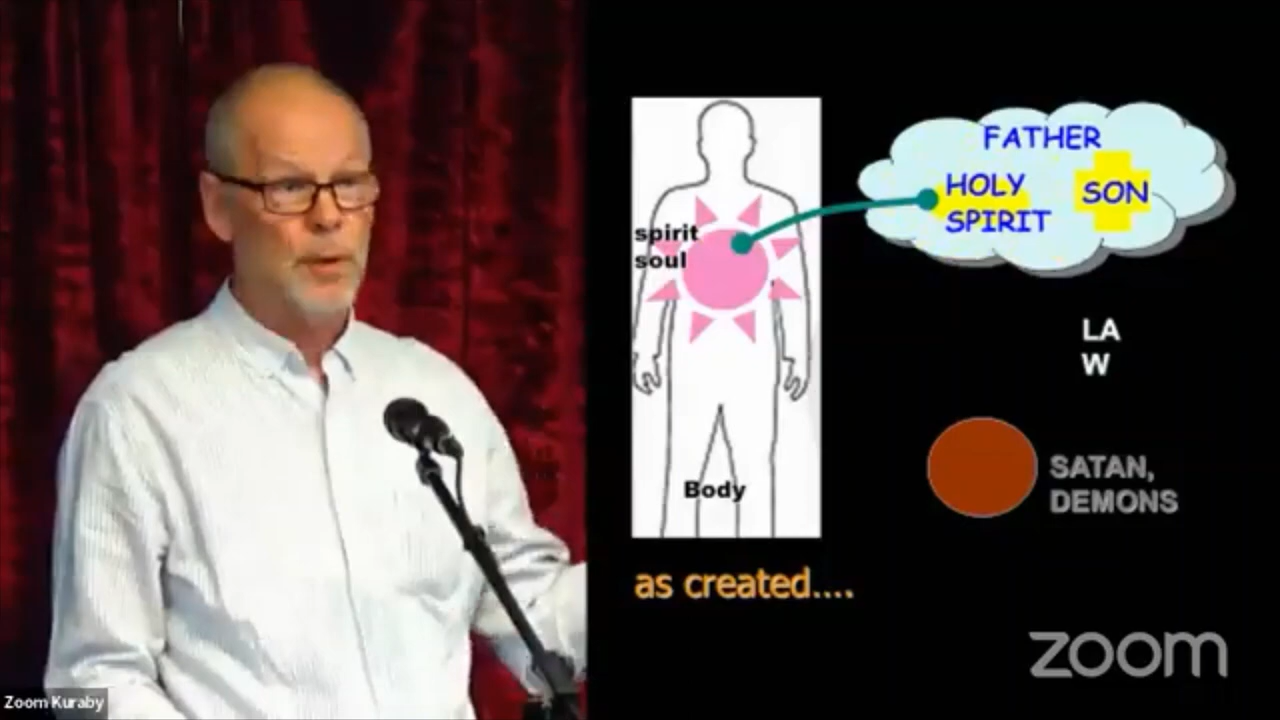 FATHER
HOLY
SPIRIT
SON
spirit
soul
LA
W
SATAN,
DEMONS
Body
as created....
zoom
Zoom Kuraby